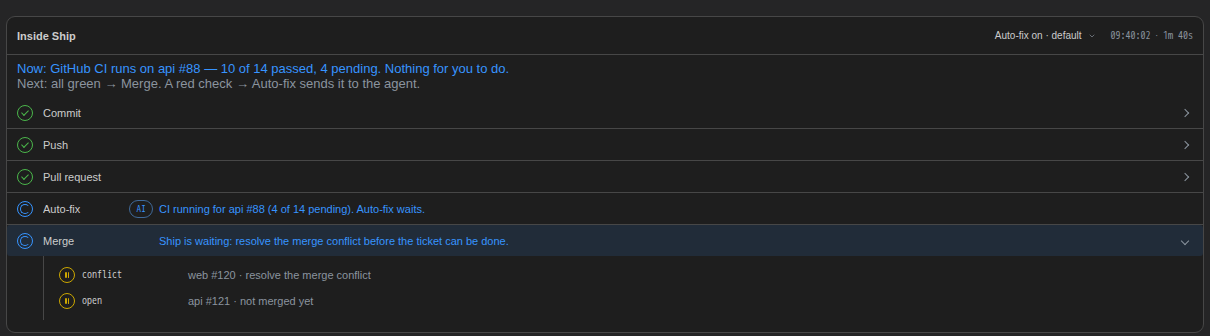 Inside Ship
Auto-fix on · default
09:40:02 · 1m 40s
Now: GitHub CI runs on api #88 — 10 of 14 passed, 4 pending. Nothing for you to do.
Next: all green → Merge. A red check → Auto-fix sends it to the agent.
Commit
Push
Pull request
Auto-fix AI CI running for api #88 (4 of 14 pending). Auto-fix waits.
Merge Ship is waiting: resolve the merge conflict before the ticket can be done.
conflict web #120 · resolve the merge conflict
open api #121 · not merged yet